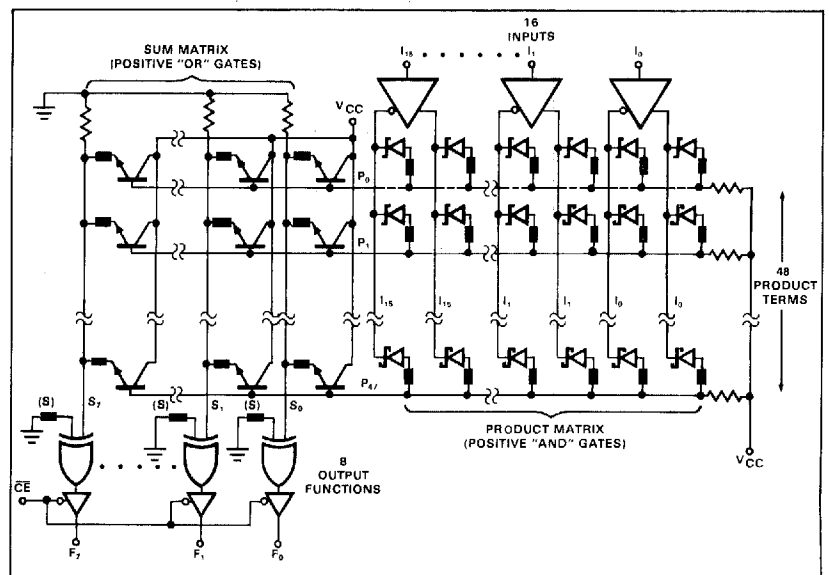 16
INPUTS
SUM MATRIX
(POSITIVE "OR" GATES)
I15 I1 I0
VCC
P0
P1
48
PRODUCT
TERMS
I15 I15 I1 I1 I0 I0
P47
(S) S7 (S) S1 (S) S0
PRODUCT MATRIX
(POSITIVE "AND" GATES)
8
OUTPUT
FUNCTIONS
VCC
CE
F7 F1 F0